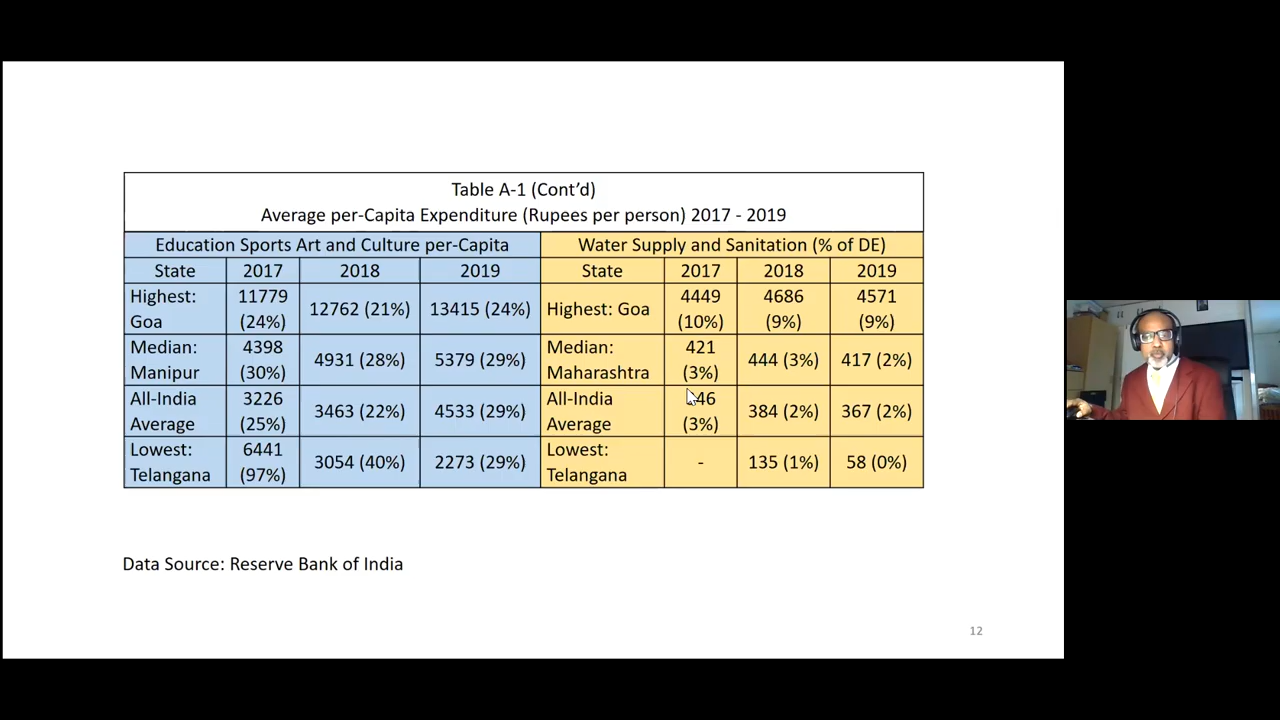 Table A-1 (Cont’d)
Average per-Capita Expenditure (Rupees per person) 2017 - 2019
Education Sports Art and Culture per-Capita Water Supply and Sanitation (% of DE)
State 2017 2018 2019 State 2017 2018 2019
Highest: 11779 4449 4686 4571
Goa (24%) 12762 (21%) 13415 (24%) Highest: Goa (10%) (9%) (9%)
Median: 4398 Median: 421
Manipur (30%) 4931 (28%) 5379 (29%) Maharashtra (3%) 444 (3%) 417 (2%)
All-India 3226 All-India
Average (25%) 3463 (22%) 4533 (29%) Average (3%) 384 (2%) 367 (2%)
Lowest: 6441 Lowest:
Telangana (97%) 3054 (40%) 2273 (29%) Telangana - 135 (1%) 58 (0%)
Data Source: Reserve Bank of India
12